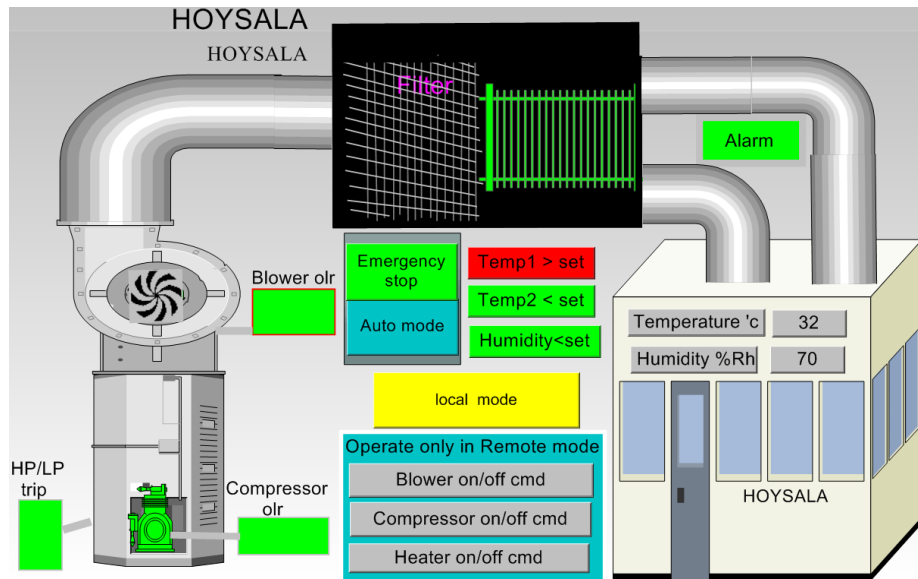 HOYSALA
HOYSALA
Filter
Alarm
Blower olr
Emergency
stop
Auto mode
Temp1 > set
Temp2 < set
Humidity<set
Temperature 'c
32
Humidity %Rh
70
local mode
Operate only in Remote mode
Blower on/off cmd
Compressor on/off cmd
Heater on/off cmd
HP/LP
trip
Compressor
olr
HOYSALA